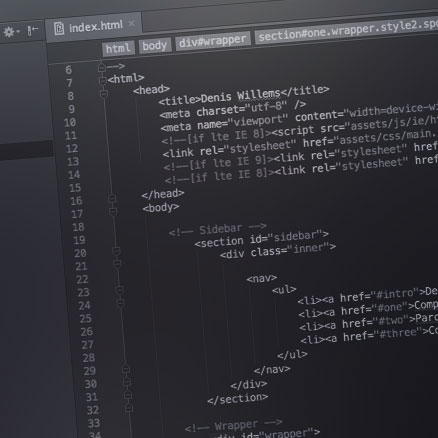 index.html
html body div#wrapper section#one.wrapper.style2.spo
6 -->
7 <html>
8 <head>
9 <title>Denis Willems</title>
10 <meta charset="utf-8" />
11 <meta name="viewport" content="width=device-wi
12 <!--[if lte IE 8]><script src="assets/js/ie/ht
13 <link rel="stylesheet" href="assets/css/main.
14 <!--[if lte IE 9]><link rel="stylesheet" href
15 <!--[if lte IE 8]><link rel="stylesheet" href
16 </head>
17 <body>
18
19 <!-- Sidebar -->
20 <section id="sidebar">
21 <div class="inner">
22
23 <nav>
24 <ul>
25 <li><a href="#intro">De
26 <li><a href="#one">Comp
27 <li><a href="#two">Parc
28 <li><a href="#three">Co
29 </ul>
30 </nav>
31 </div>
32 </section>
33
34 <!-- Wrapper -->
<div id="wrapper">